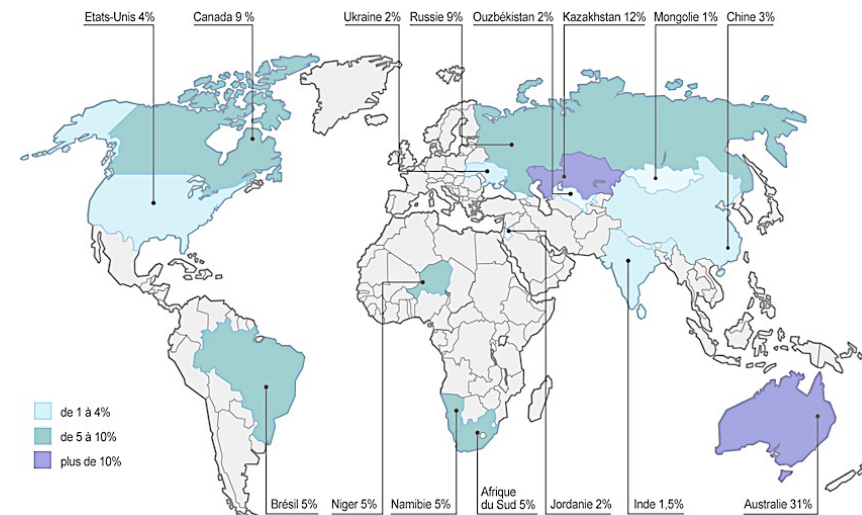 Etats-Unis 4%
Canada 9 %
Ukraine 2%
Russie 9%
Ouzbékistan 2%
Kazakhstan 12%
Mongolie 1%
Chine 3%
de 1 à 4%
de 5 à 10%
plus de 10%
Brésil 5%
Niger 5%
Namibie 5%
Afrique
du Sud 5%
Jordanie 2%
Inde 1,5%
Australie 31%